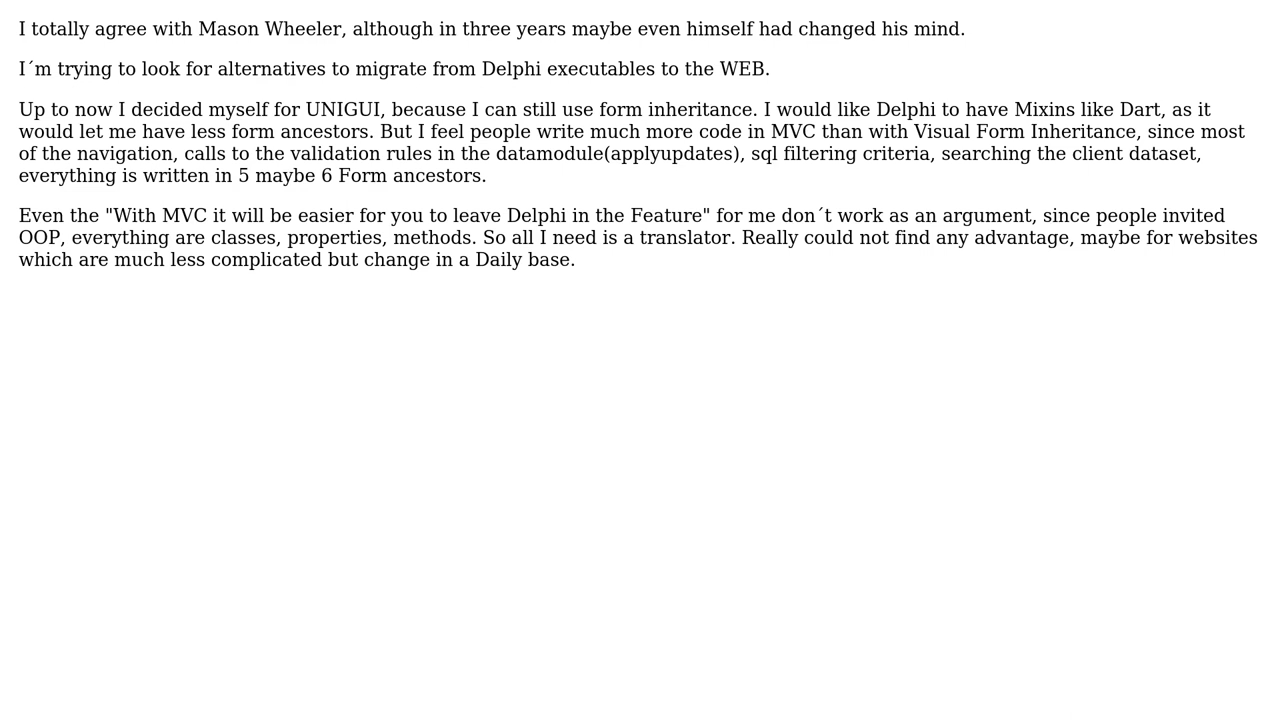 I totally agree with Mason Wheeler, although in three years maybe even himself had changed his mind.
I´m trying to look for alternatives to migrate from Delphi executables to the WEB.
Up to now I decided myself for UNIGUI, because I can still use form inheritance. I would like Delphi to have Mixins like Dart, as it
would let me have less form ancestors. But I feel people write much more code in MVC than with Visual Form Inheritance, since most
of the navigation, calls to the validation rules in the datamodule(applyupdates), sql filtering criteria, searching the client dataset,
everything is written in 5 maybe 6 Form ancestors.
Even the "With MVC it will be easier for you to leave Delphi in the Feature" for me don´t work as an argument, since people invited
OOP, everything are classes, properties, methods. So all I need is a translator. Really could not find any advantage, maybe for websites
which are much less complicated but change in a Daily base.